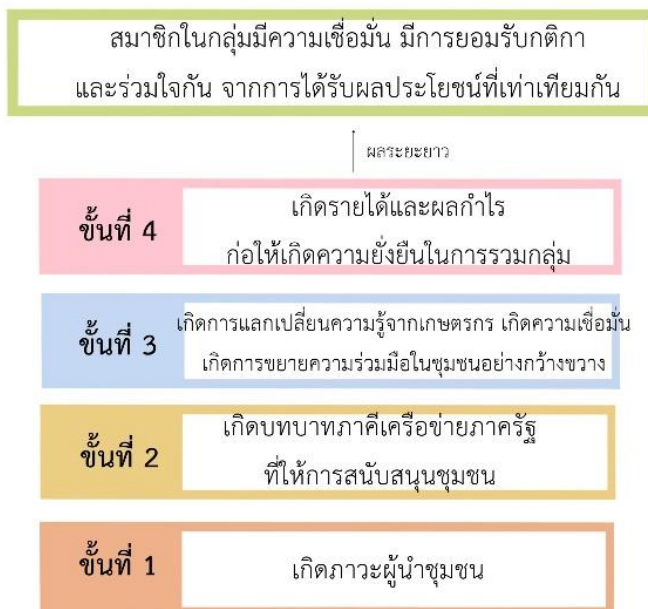 สมาชิกในกลุ่มมีความเชื่อมั่น มีการยอมรับกติกา
และร่วมใจกัน จากการได้รับผลประโยชน์ที่เท่าเทียมกัน
ผลระยะยาว
ขั้นที่ 4
เกิดรายได้และผลกำไร
ก่อให้เกิดความยั่งยืนในการรวมกลุ่ม
ขั้นที่ 3
เกิดการแลกเปลี่ยนความรู้จากเกษตรกร เกิดความเชื่อมั่น
เกิดการขยายความร่วมมือในชุมชนอย่างกว้างขวาง
ขั้นที่ 2
เกิดบทบาทภาคีเครือข่ายภาครัฐ
ที่ให้การสนับสนุนชุมชน
ขั้นที่ 1
เกิดภาวะผู้นำชุมชน